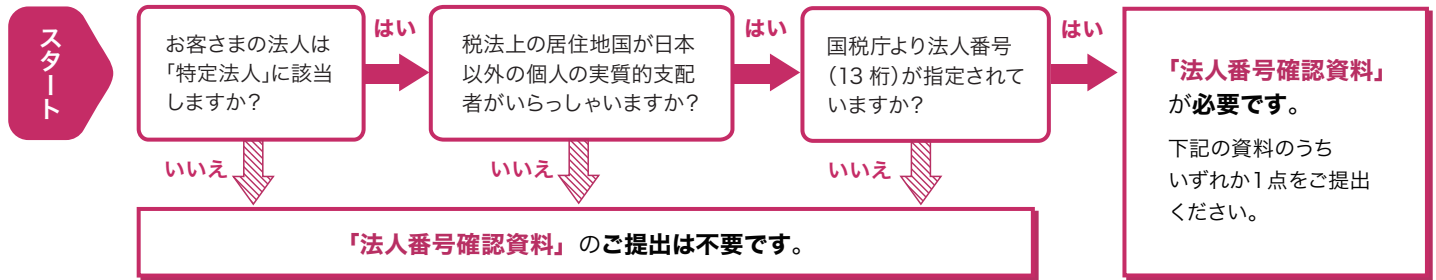 スタート
お客さまの法人は
「特定法人」に該当
しますか？
はい
税法上の居住地国が日本
以外の個人の実質的支配
者がいらっしゃいますか？
はい
国税庁より法人番号
（13 桁）が指定されて
いますか？
はい
「法人番号確認資料」
が必要です。
下記の資料のうち
いずれか1点をご提出
ください。
いいえ
いいえ
いいえ
「法人番号確認資料」のご提出は不要です。